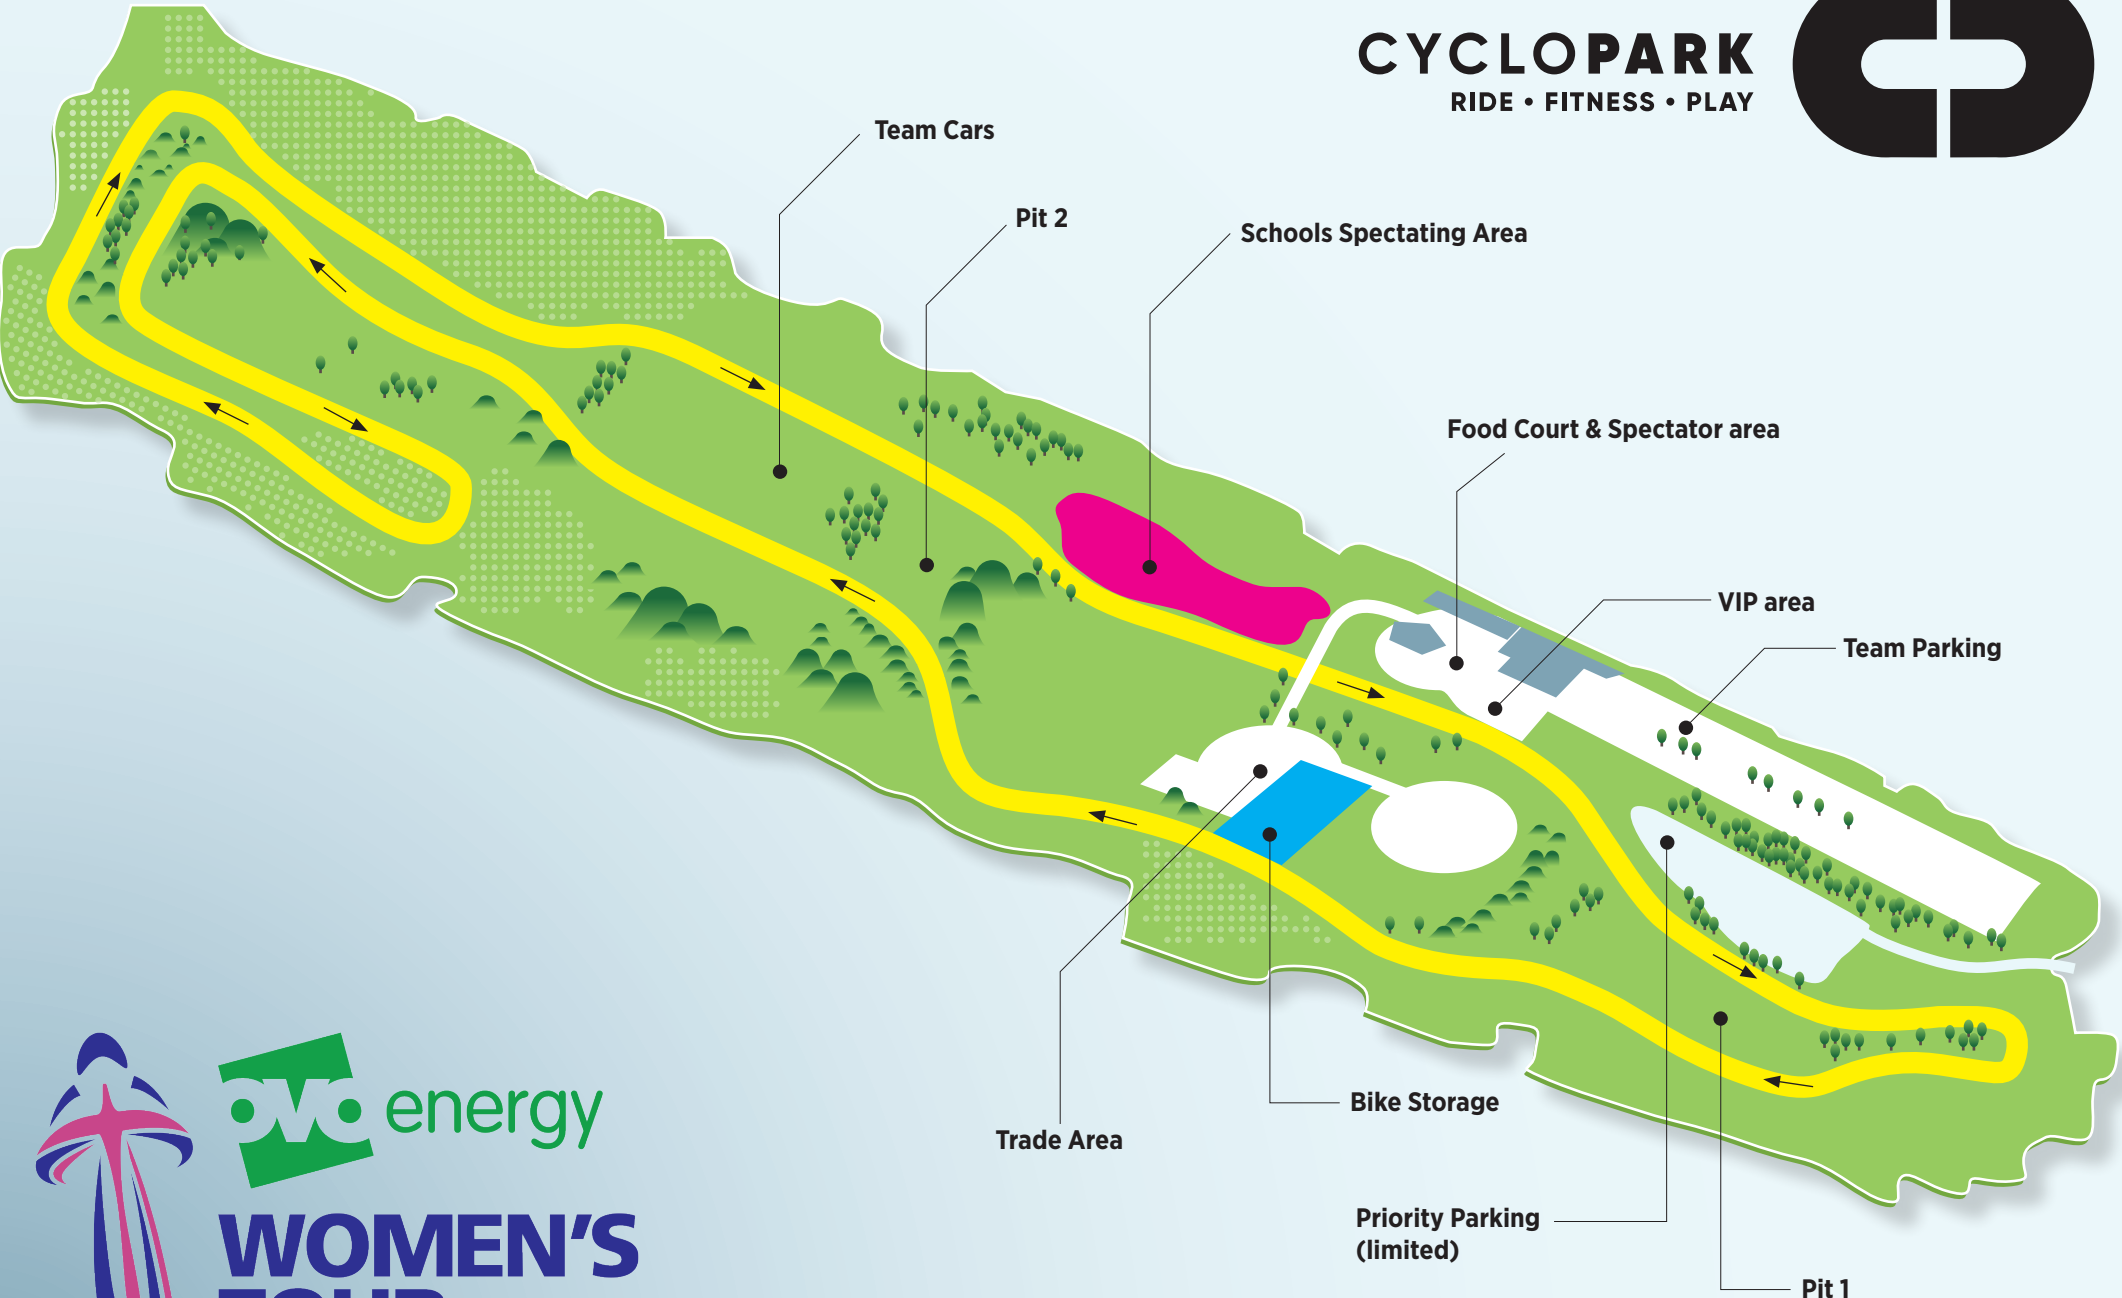 CYCLOPARK
RIDE • FITNESS • PLAY
Team Cars
Pit 2
Schools Spectating Area
Food Court & Spectator area
VIP area
Team Parking
Bike Storage
Trade Area
Priority Parking
(limited)
Pit 1
ovo energy
WOMEN'S
TOUR